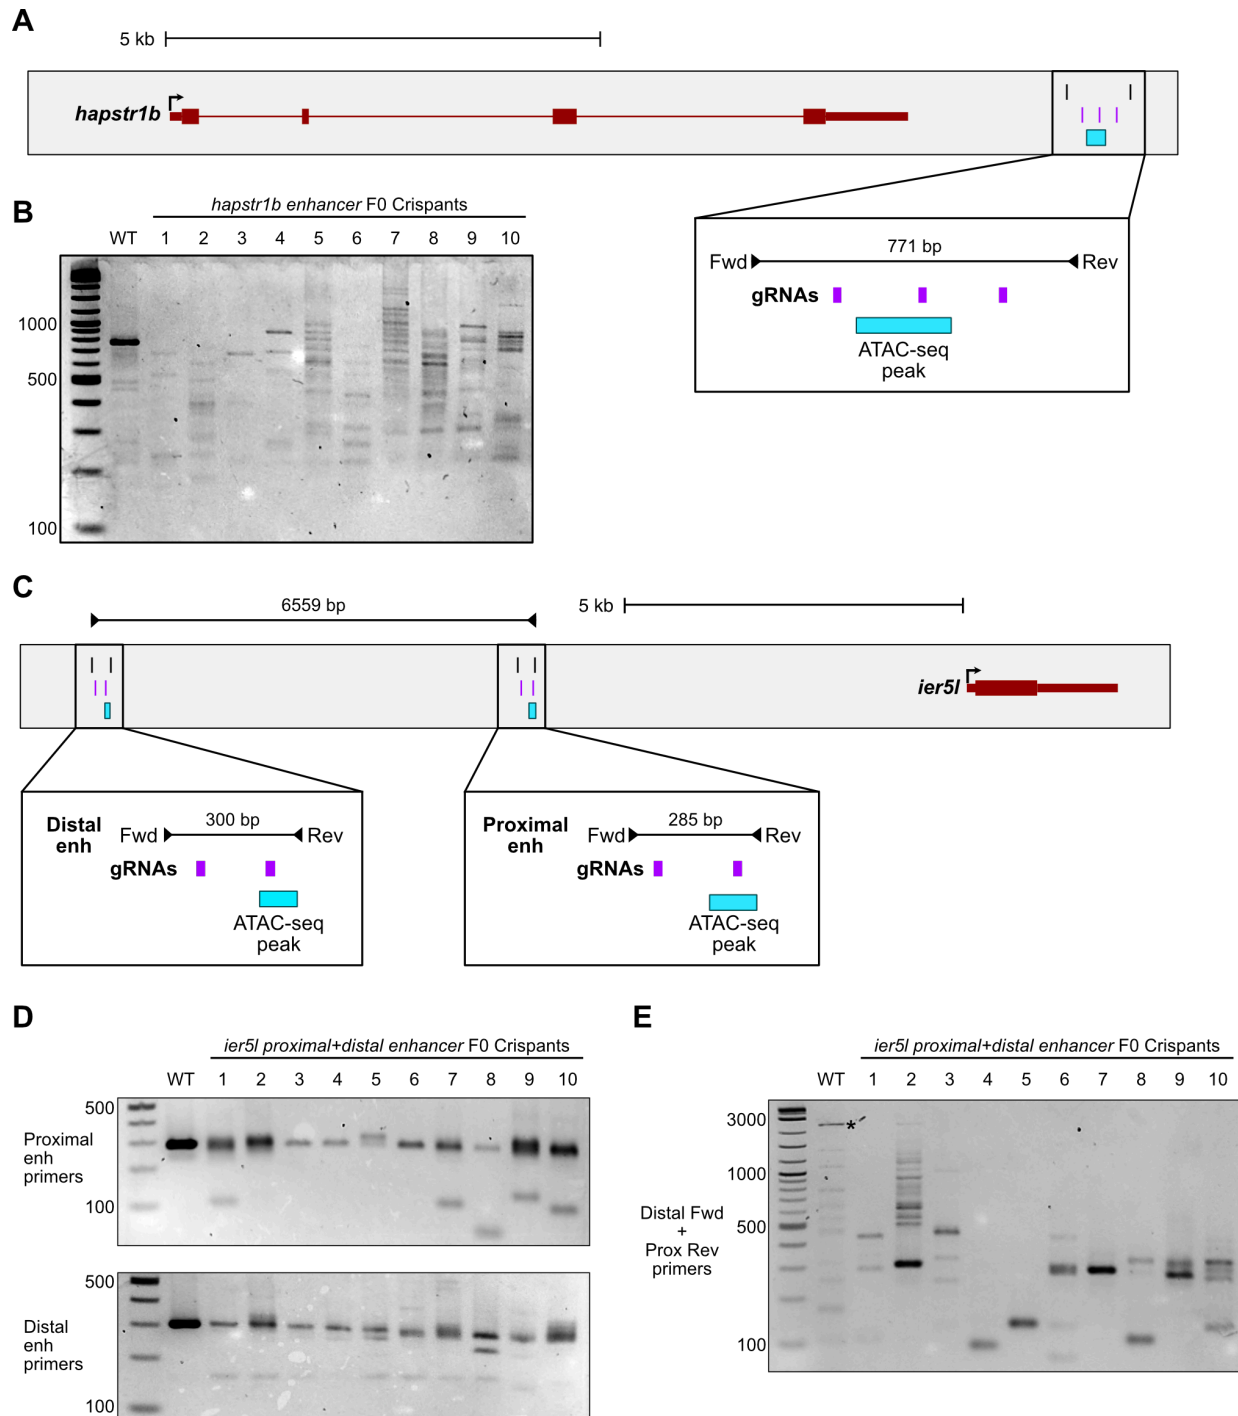 A
5 kb
hapstr1b
B
hapstr1b enhancer F0 Crispants
WT 1 2 3 4 5 6 7 8 9 10
1000
500
100
771 bp
Fwd Rev
gRNAs
ATAC-seq
peak
C
6559 bp
5 kb
ier5l
Distal
enh
300 bp
Fwd Rev
gRNAs
ATAC-seq
peak
Proximal
enh
285 bp
Fwd Rev
gRNAs
ATAC-seq
peak
D
ier5l proximal+distal enhancer F0 Crispants
WT 1 2 3 4 5 6 7 8 9 10
500
Proximal
enh
primers
100
500
Distal
enh
primers
100
E
ier5l proximal+distal enhancer F0 Crispants
WT 1 2 3 4 5 6 7 8 9 10
3000
*
1000
500
Distal Fwd
+
Prox Rev
primers
100